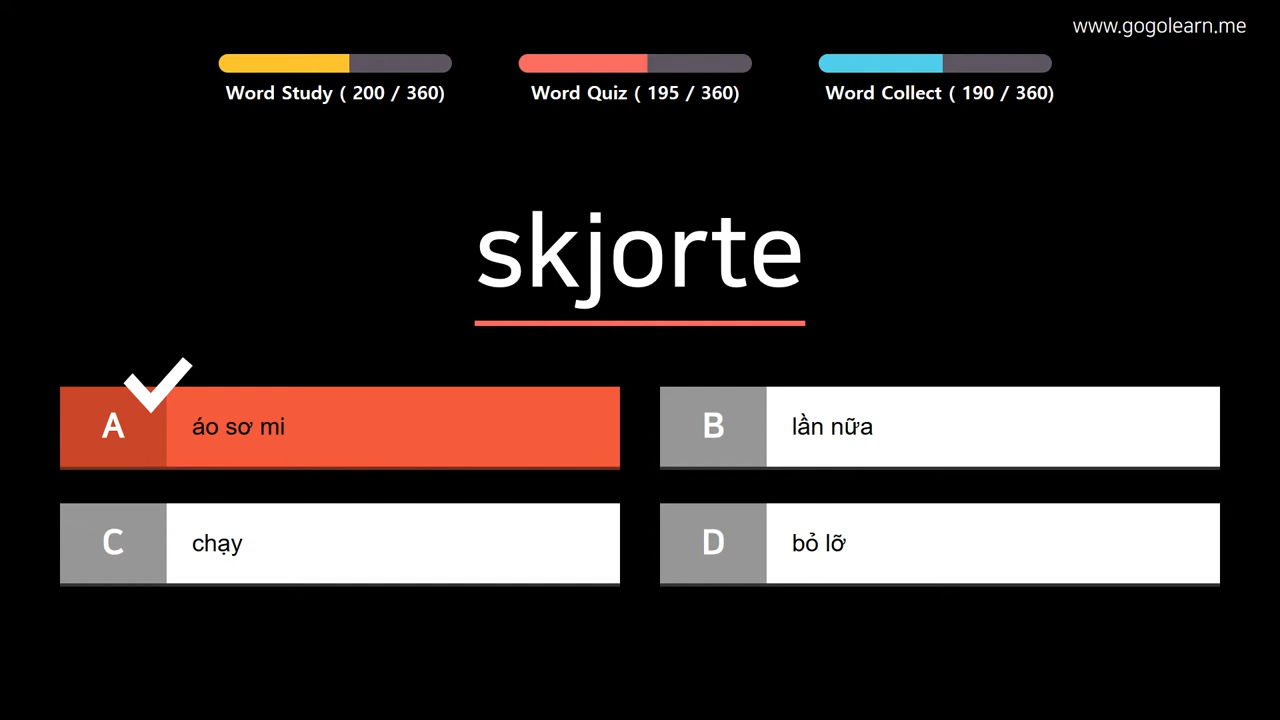 www.gogolearn.me
Word Study ( 200 / 360)
Word Quiz ( 195 / 360)
Word Collect ( 190 / 360)
skjorte
A
áo sơ mi
B
lần nữa
C
chạy
D
bỏ lỡ